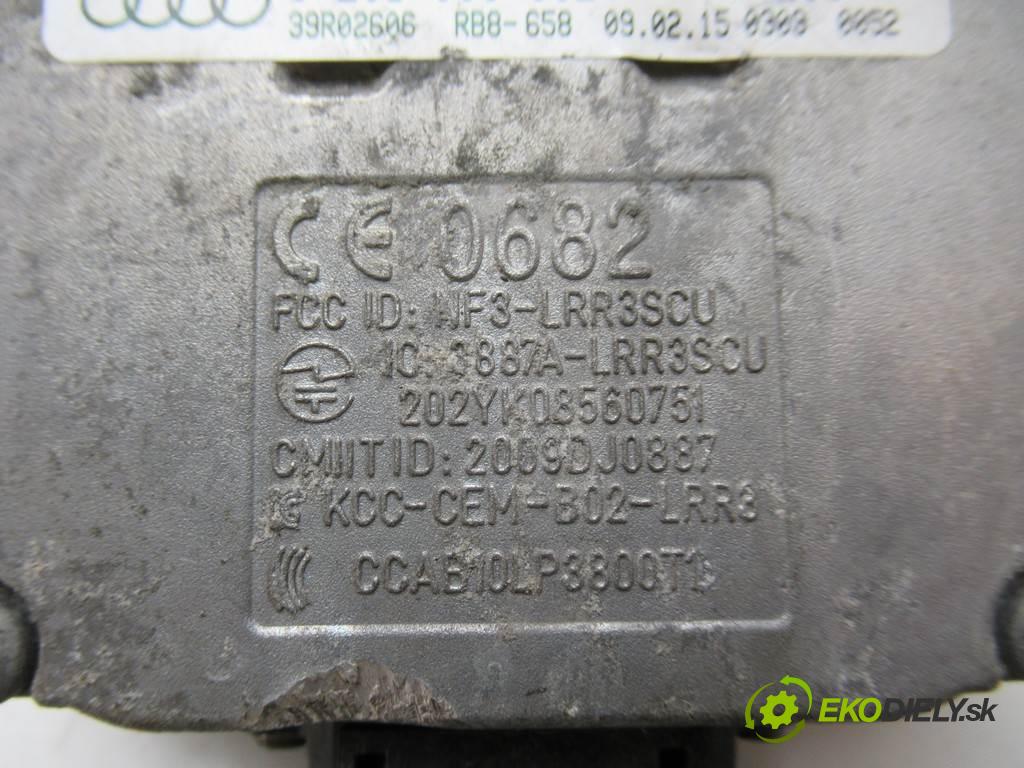 39R02606 RB8-658 09.02.15 0303 0052
CE 0682
FCC ID: NF3-LRR3SCU
IC: 3887A-LRR3SCU
202YK08560751
CMIIT ID: 2009DJ0887
KCC-CEM-B02-LRR3
CCAB10LP3800T1
EKODIELY.sk